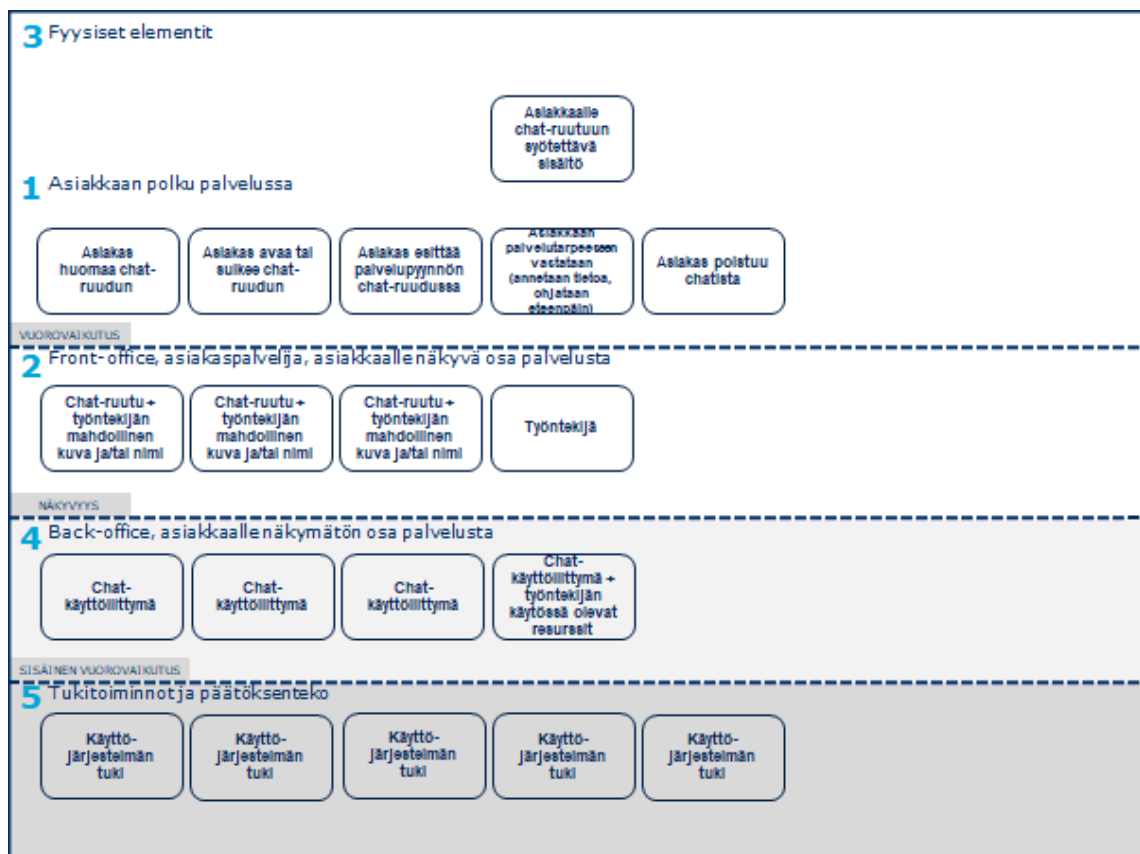 3 Fyysiset elementit
Asiakkaalle
chat-ruutuun
syötettävä
sisältö
1 Asiakkaan polku palvelussa
Asiakas
huomaa chat-
ruudun
Asiakas avaa tai
sulkee chat-
ruudun
Asiakas esittää
palvelupyynnön
chat-ruudussa
Asiakkaan
palvelutarpeeseen
vastataan
(annetaan tietoa,
ohjataan
eteenpäin)
Asiakas poistuu
chatista
VUOROVAIKUTUS
2 Front-office, asiakaspalvelija, asiakkaalle näkyvä osa palvelusta
Chat-ruutu +
työntekijän
mahdollinen
kuva ja/tai nimi
Chat-ruutu +
työntekijän
mahdollinen
kuva ja/tai nimi
Chat-ruutu +
työntekijän
mahdollinen
kuva ja/tai nimi
Työntekijä
NÄKYVYYS
4 Back-office, asiakkaalle näkymätön osa palvelusta
Chat-
käyttöliittymä
Chat-
käyttöliittymä
Chat-
käyttöliittymä
Chat-
käyttöliittymä +
työntekijän
käytössä olevat
resurssit
SISÄINEN VUOROVAIKUTUS
5 Tukitoiminnot ja päätöksenteko
Käyttö-
järjestelmän
tuki
Käyttö-
järjestelmän
tuki
Käyttö-
järjestelmän
tuki
Käyttö-
järjestelmän
tuki
Käyttö-
järjestelmän
tuki